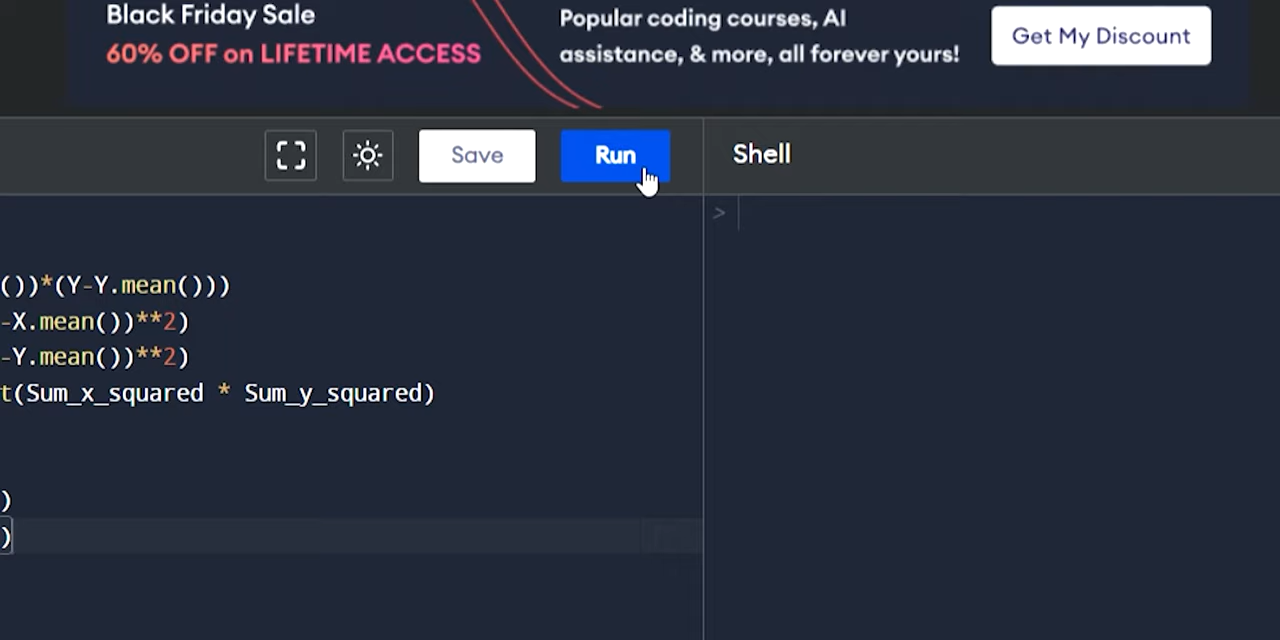 Black Friday Sale
60% OFF on LIFETIME ACCESS
Popular coding courses, AI
assistance, & more, all forever yours!
Get My Discount
Save
Run
Shell
>
())*(Y-Y.mean()))
-X.mean())**2)
-Y.mean())**2)
t(Sum_x_squared * Sum_y_squared)
)
)